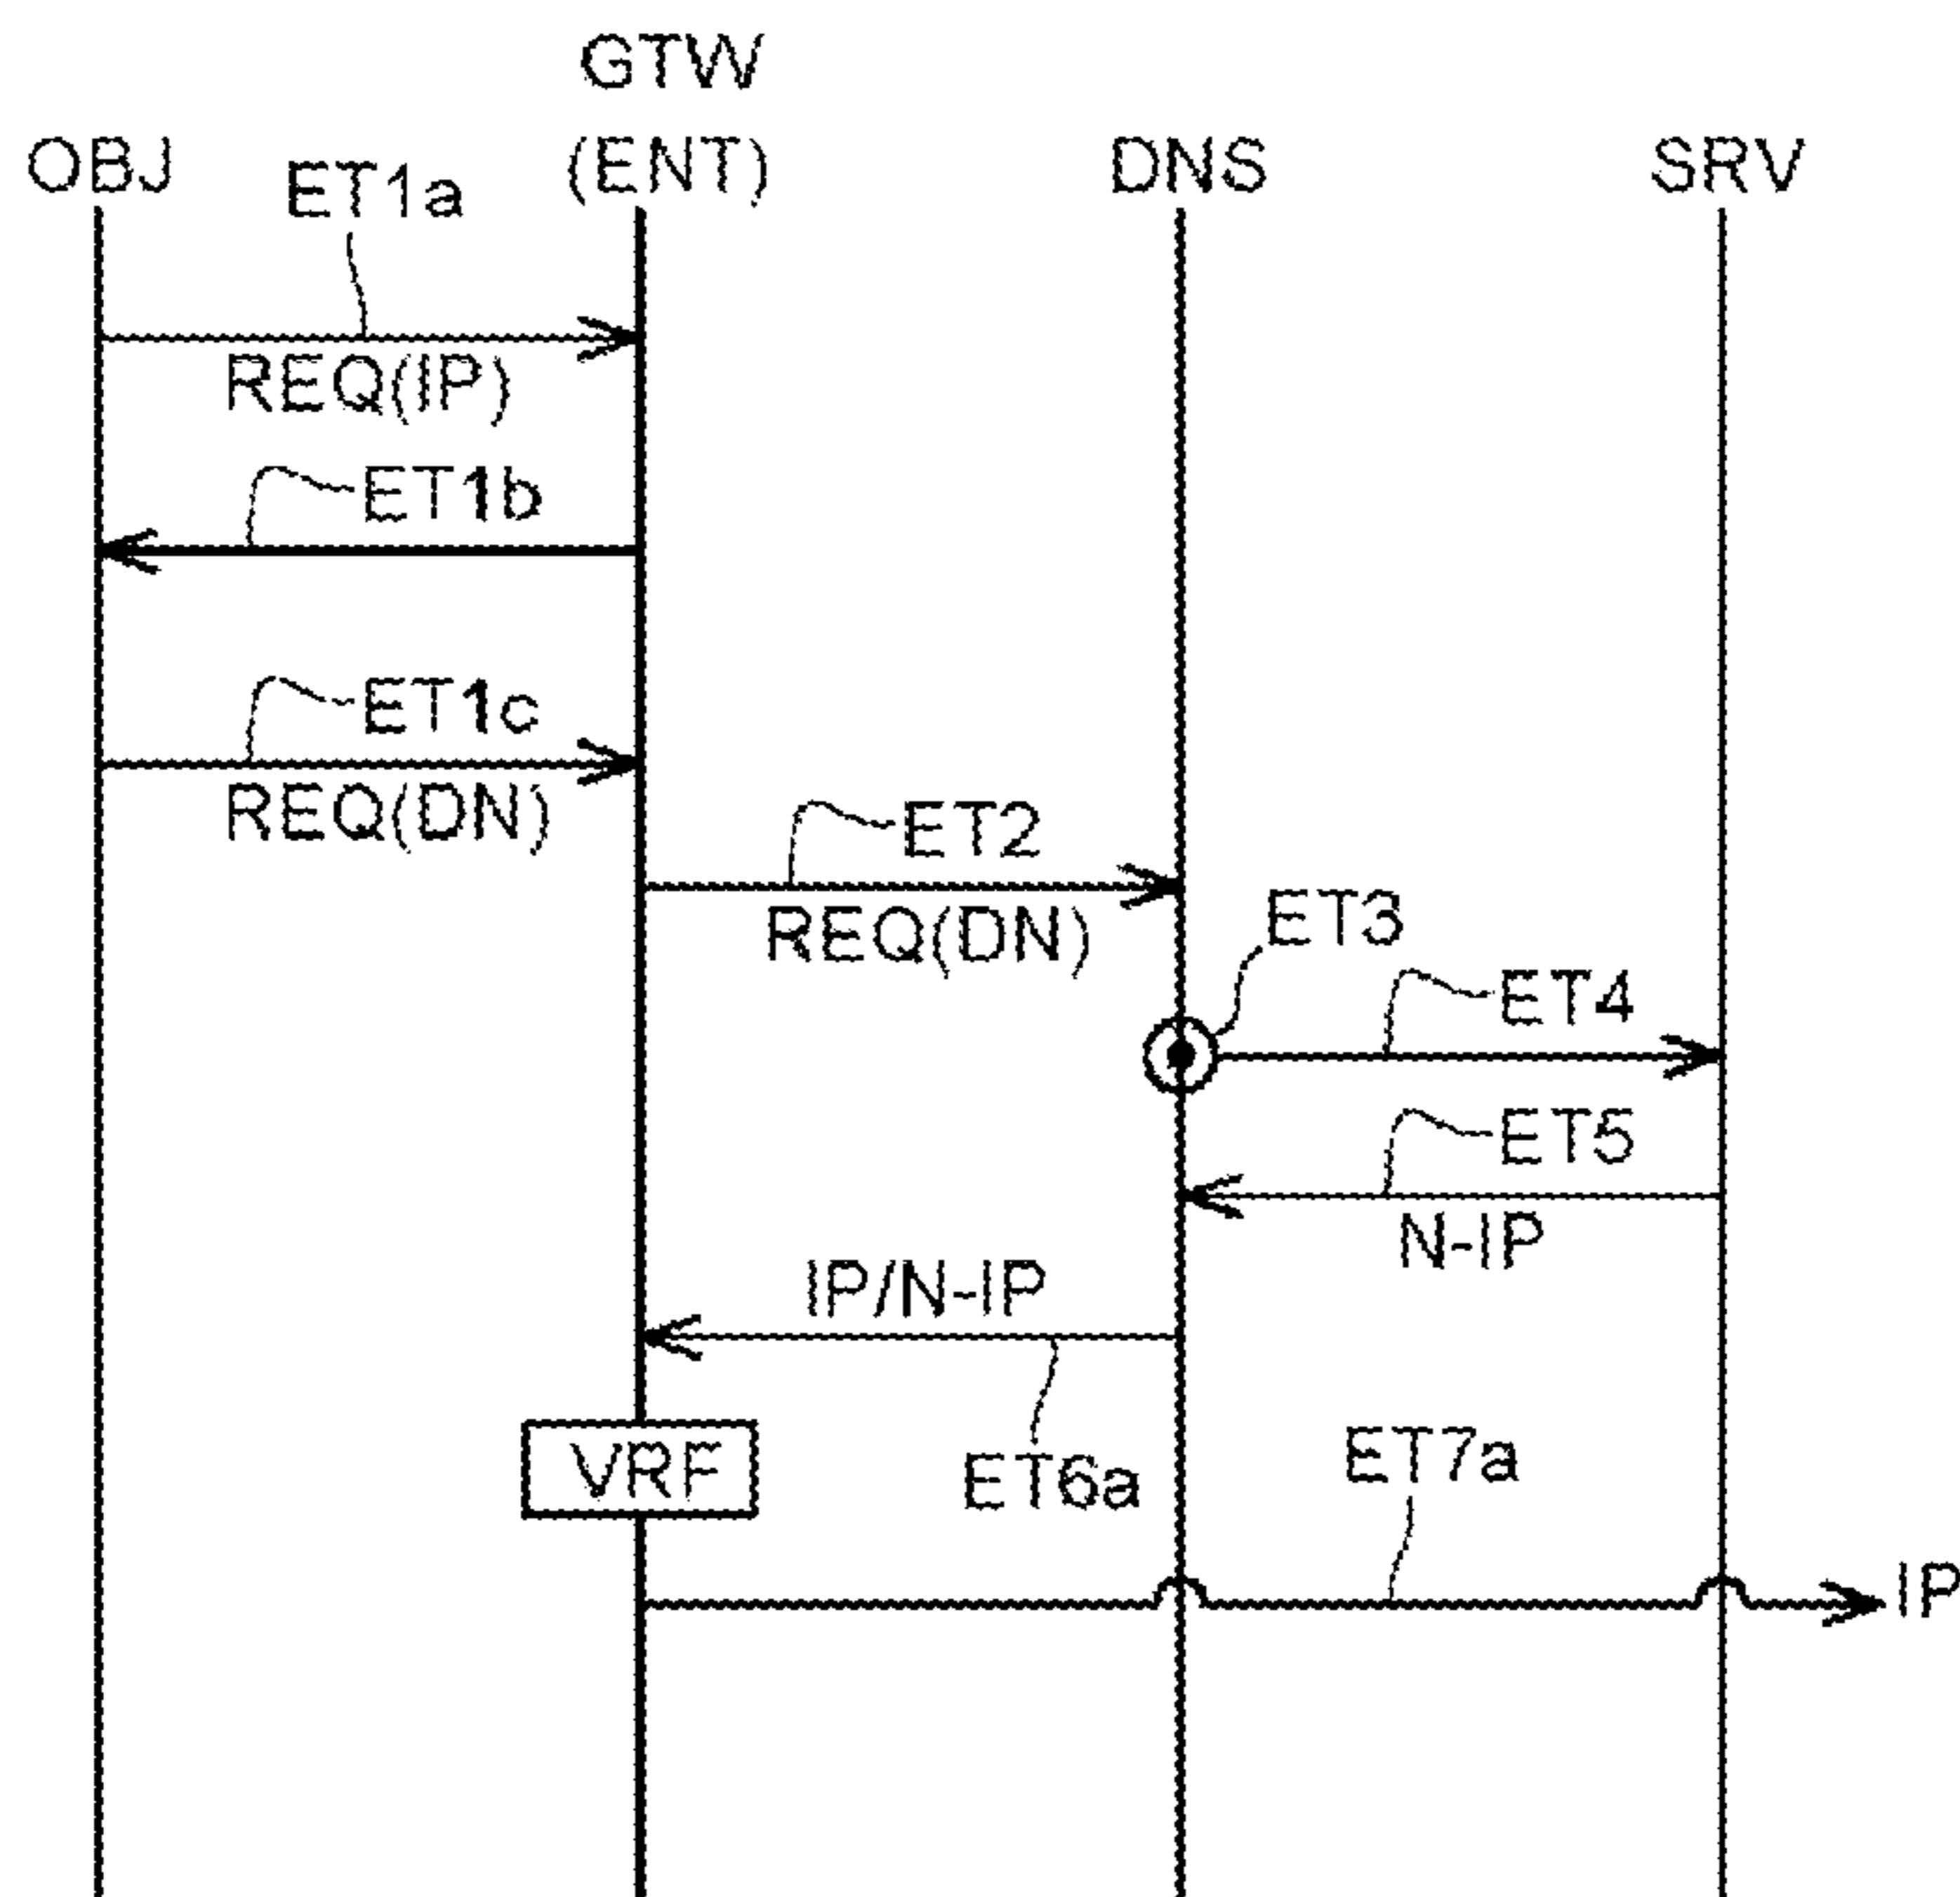 GTW
OBJ
(ENT)
DNS
SRV
ET1a
REQ(IP)
ET1b
ET1c
REQ(DN)
ET2
REQ(DN)
ET3
ET4
ET5
N-IP
IP/N-IP
VRF
ET6a
ET7a
IP